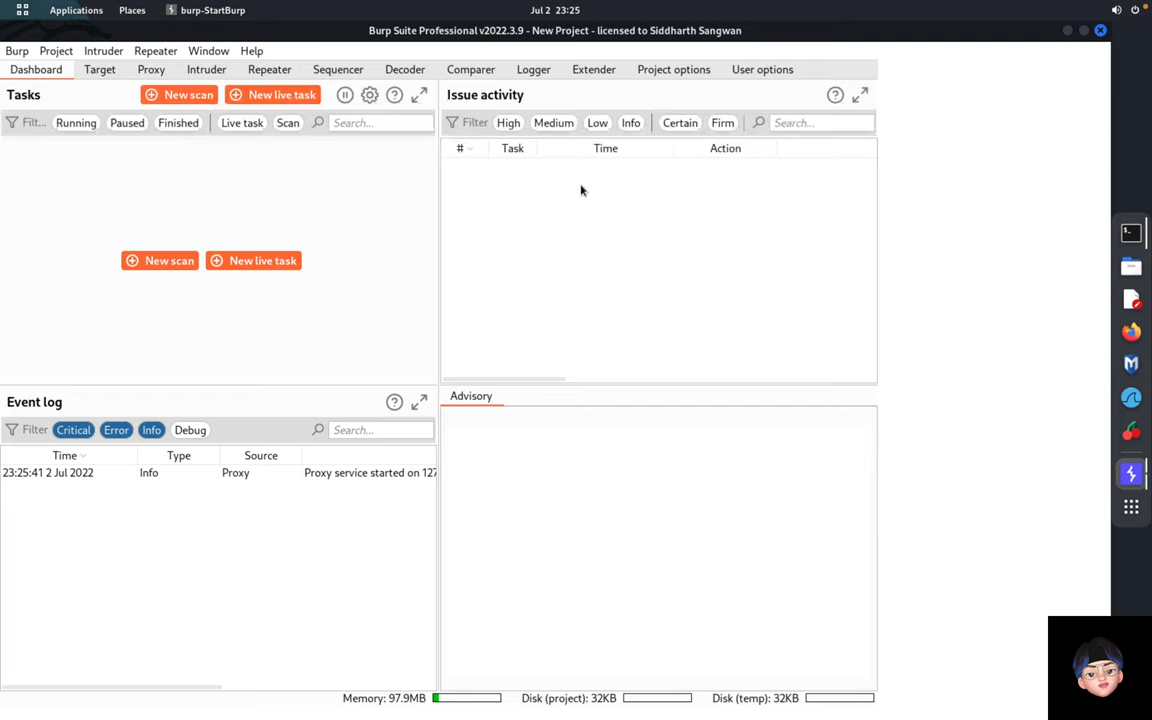 Applications Places burp-StartBurp Jul 2 23:25
Burp Suite Professional v2022.3.9 - New Project - licensed to Siddharth Sangwan
Burp Project Intruder Repeater Window Help
Dashboard Target Proxy Intruder Repeater Sequencer Decoder Comparer Logger Extender Project options User options
Tasks New scan New live task
Filt... Running Paused Finished Live task Scan Search...
New scan New live task
Issue activity
Filter High Medium Low Info Certain Firm Search...
# Task Time Action
Event log
Filter Critical Error Info Debug Search...
Time Type Source
23:25:41 2 Jul 2022 Info Proxy Proxy service started on 127
Advisory
Memory: 97.9MB Disk (project): 32KB Disk (temp): 32KB